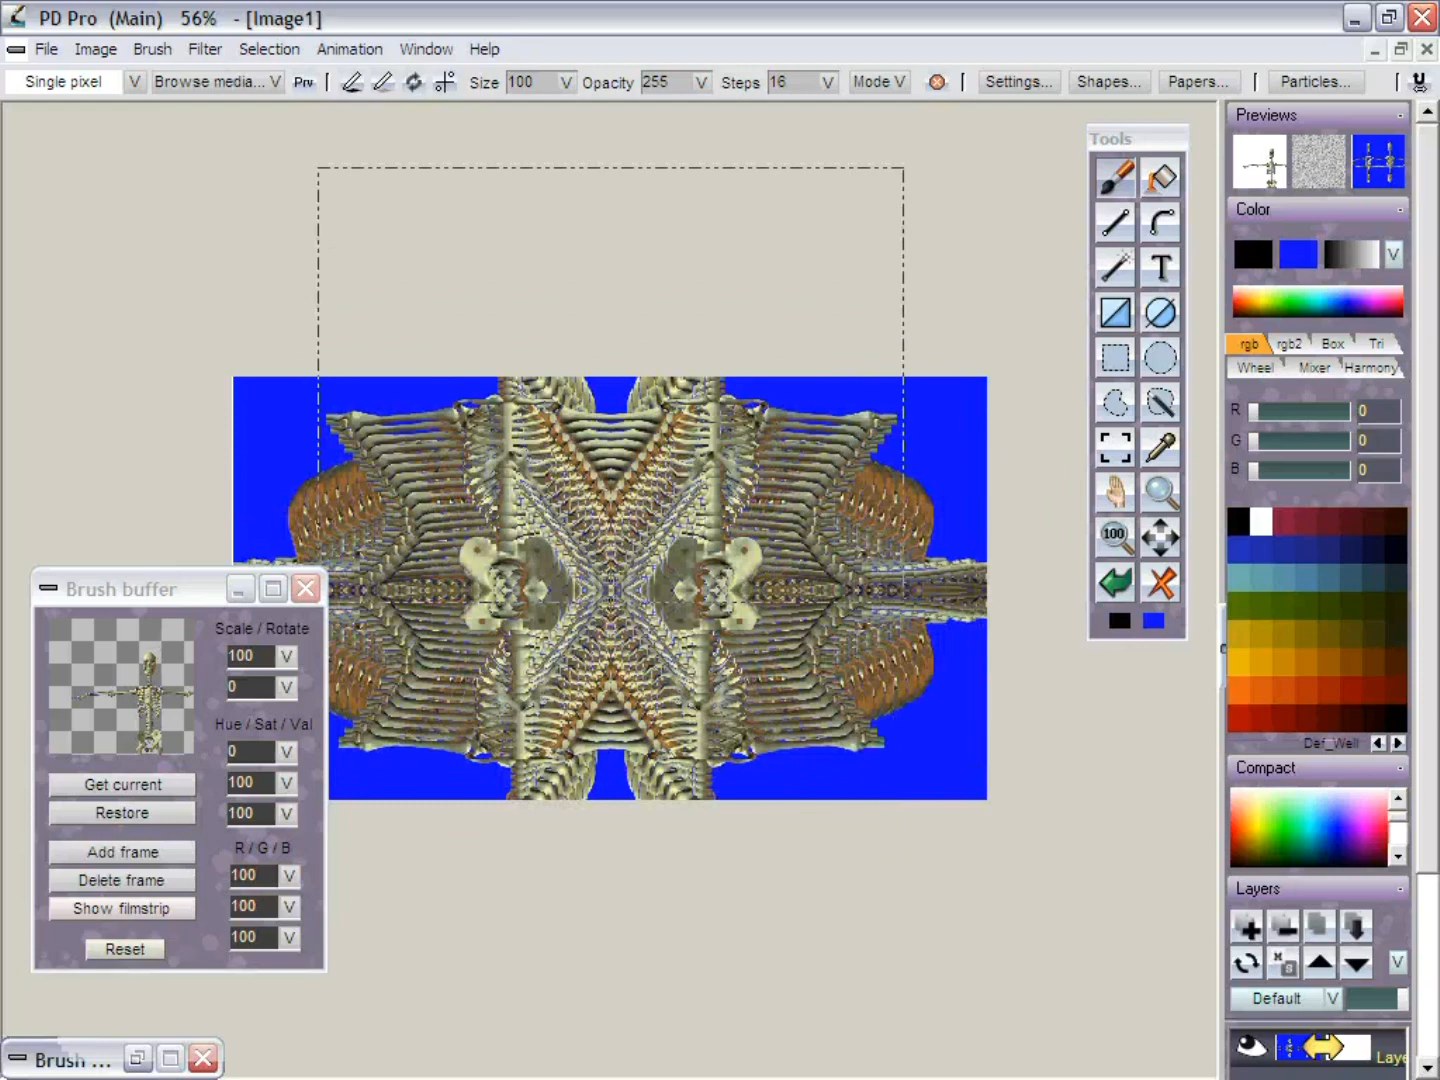 PD Pro (Main) 56% - [Image1]
File Image Brush Filter Selection Animation Window Help
Single pixel V Browse media... V Prv Size 100 V Opacity 255 V Steps 16 V Mode V Settings... Shapes... Papers... Particles...
Tools
T
100
Previews
Color
V
rgb rgb2 Box Tri
Wheel Mixer Harmony
R 0
G 0
B 0
Def_Well
Compact
Layers
M
S
V
Default V
Laye
Brush buffer
Scale / Rotate
100 V
0 V
Hue / Sat / Val
0 V
100 V
100 V
R / G / B
100 V
100 V
100 V
Get current
Restore
Add frame
Delete frame
Show filmstrip
Reset
Brush ...